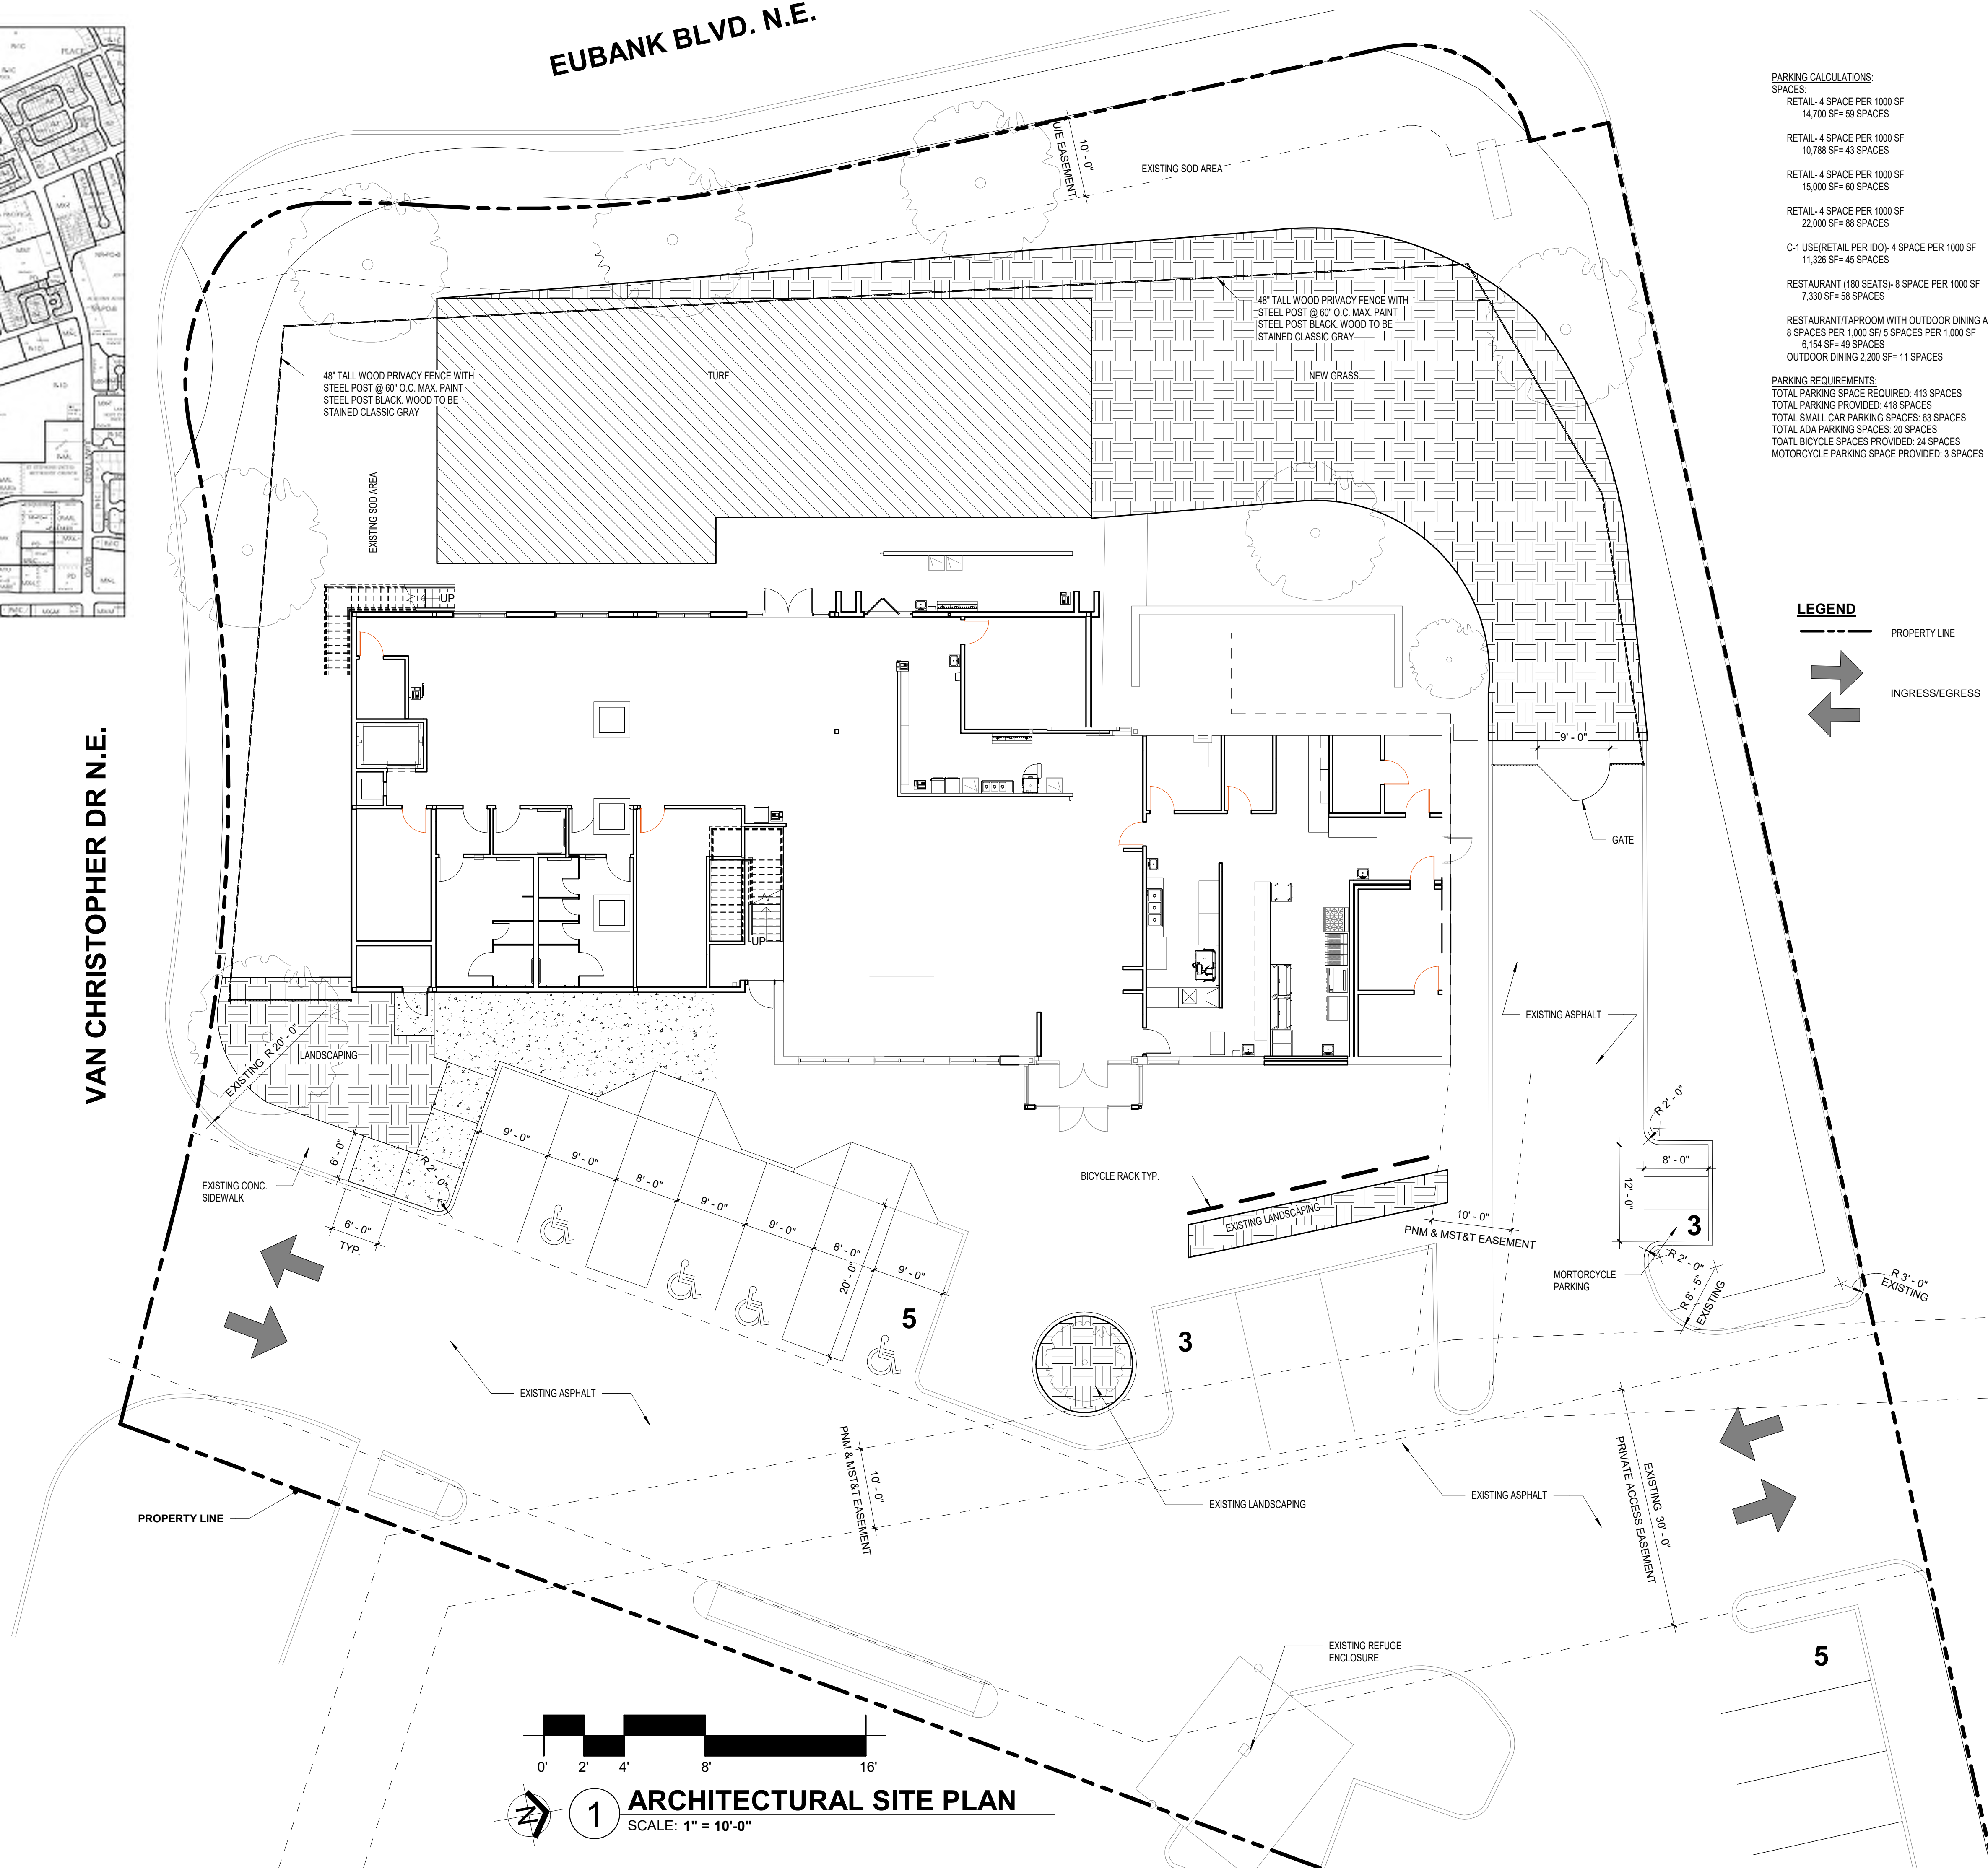 EUBANK BLVD. N.E.
VAN CHRISTOPHER DR N.E.
PARKING CALCULATIONS:
SPACES:
RETAIL- 4 SPACE PER 1000 SF
14,700 SF= 59 SPACES
RETAIL- 4 SPACE PER 1000 SF
10,788 SF= 43 SPACES
RETAIL- 4 SPACE PER 1000 SF
15,000 SF= 60 SPACES
RETAIL- 4 SPACE PER 1000 SF
22,000 SF= 88 SPACES
C-1 USE(RETAIL PER IDO)- 4 SPACE PER 1000 SF
11,326 SF= 45 SPACES
RESTAURANT (180 SEATS)- 8 SPACE PER 1000 SF
7,330 SF= 58 SPACES
RESTAURANT/TAPROOM WITH OUTDOOR DINING A
8 SPACES PER 1,000 SF/ 5 SPACES PER 1,000 SF
6,154 SF= 49 SPACES
OUTDOOR DINING 2,200 SF= 11 SPACES
PARKING REQUIREMENTS:
TOTAL PARKING SPACE REQUIRED: 413 SPACES
TOTAL PARKING PROVIDED: 418 SPACES
TOTAL SMALL CAR PARKING SPACES: 63 SPACES
TOTAL ADA PARKING SPACES: 20 SPACES
TOATL BICYCLE SPACES PROVIDED: 24 SPACES
MOTORCYCLE PARKING SPACE PROVIDED: 3 SPACES
LEGEND
PROPERTY LINE
INGRESS/EGRESS
10' - 0"
U/E EASEMENT
EXISTING SOD AREA
48" TALL WOOD PRIVACY FENCE WITH
STEEL POST @ 60" O.C. MAX. PAINT
STEEL POST BLACK. WOOD TO BE
STAINED CLASSIC GRAY
48" TALL WOOD PRIVACY FENCE WITH
STEEL POST @ 60" O.C. MAX. PAINT
STEEL POST BLACK. WOOD TO BE
STAINED CLASSIC GRAY
TURF
NEW GRASS
EXISTING SOD AREA
UP
UP
9' - 0"
GATE
EXISTING ASPHALT
LANDSCAPING
EXISTING R 20' - 0"
6' - 0"
R 2' - 0"
EXISTING CONC.
SIDEWALK
6' - 0"
TYP.
9' - 0"
9' - 0"
8' - 0"
9' - 0"
9' - 0"
8' - 0"
9' - 0"
20' - 0"
5
BICYCLE RACK TYP.
EXISTING LANDSCAPING
10' - 0"
PNM & MST&T EASEMENT
R 2' - 0"
8' - 0"
12' - 0"
3
MORTORCYCLE
PARKING
R 2' - 0"
R 8' - 5"
EXISTING
R 3' - 0"
EXISTING
3
EXISTING ASPHALT
PNM & MST&T EASEMENT
10' - 0"
EXISTING LANDSCAPING
EXISTING ASPHALT
EXISTING 30' - 0"
PRIVATE ACCESS EASEMENT
PROPERTY LINE
EXISTING REFUGE
ENCLOSURE
5
0' 2' 4' 8' 16'
N
1
ARCHITECTURAL SITE PLAN
SCALE: 1" = 10'-0"